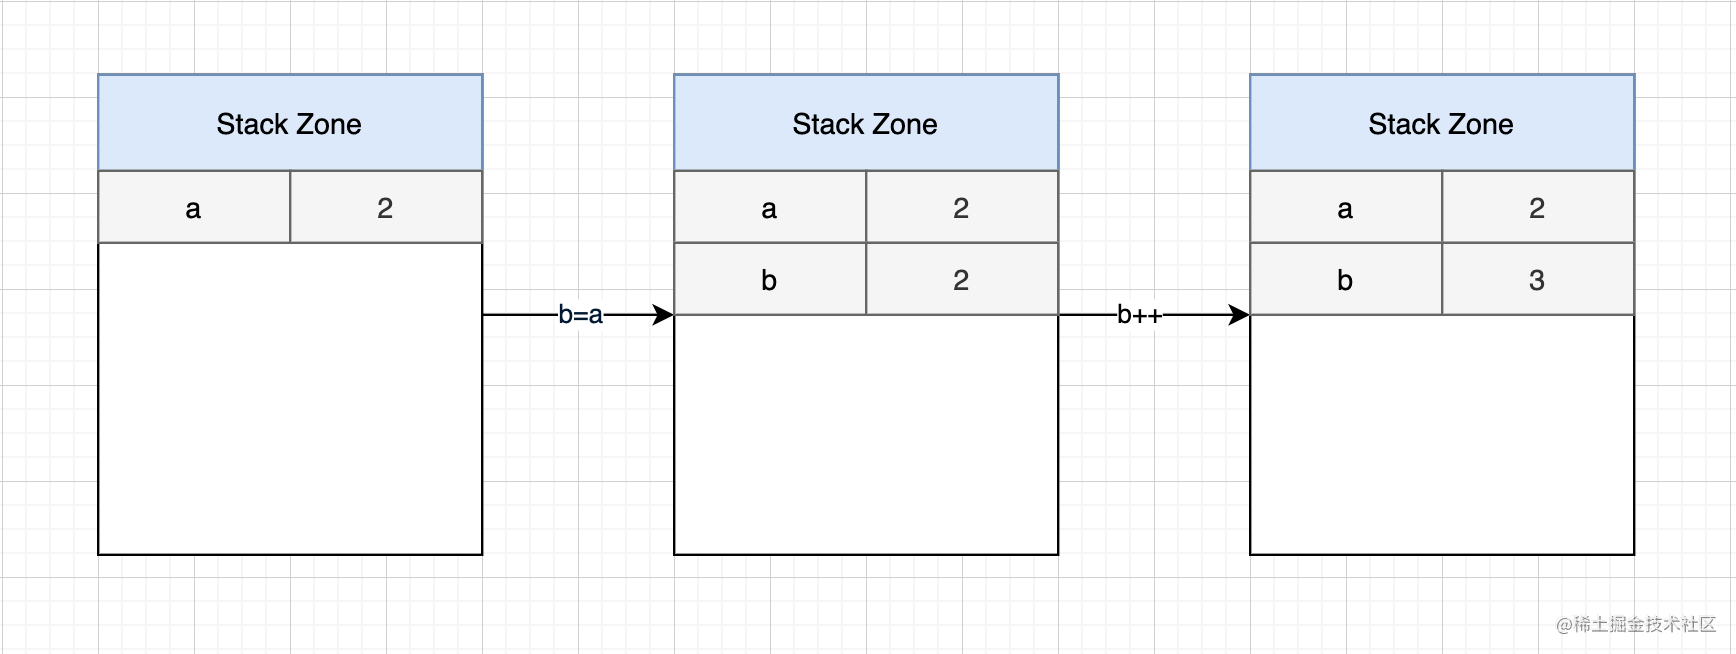 Stack Zone
a 2
b=a
Stack Zone
a 2
b 2
b++
Stack Zone
a 2
b 3
@稀土掘金技术社区